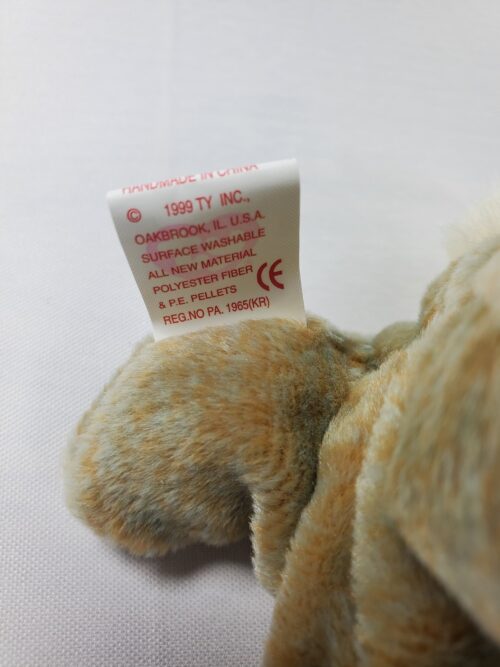 HANDMADE IN CHINA
© 1999 TY INC.,
OAKBROOK, IL. U.S.A.
SURFACE WASHABLE
ALL NEW MATERIAL
POLYESTER FIBER
& P.E. PELLETS CE
REG.NO PA. 1965(KR)